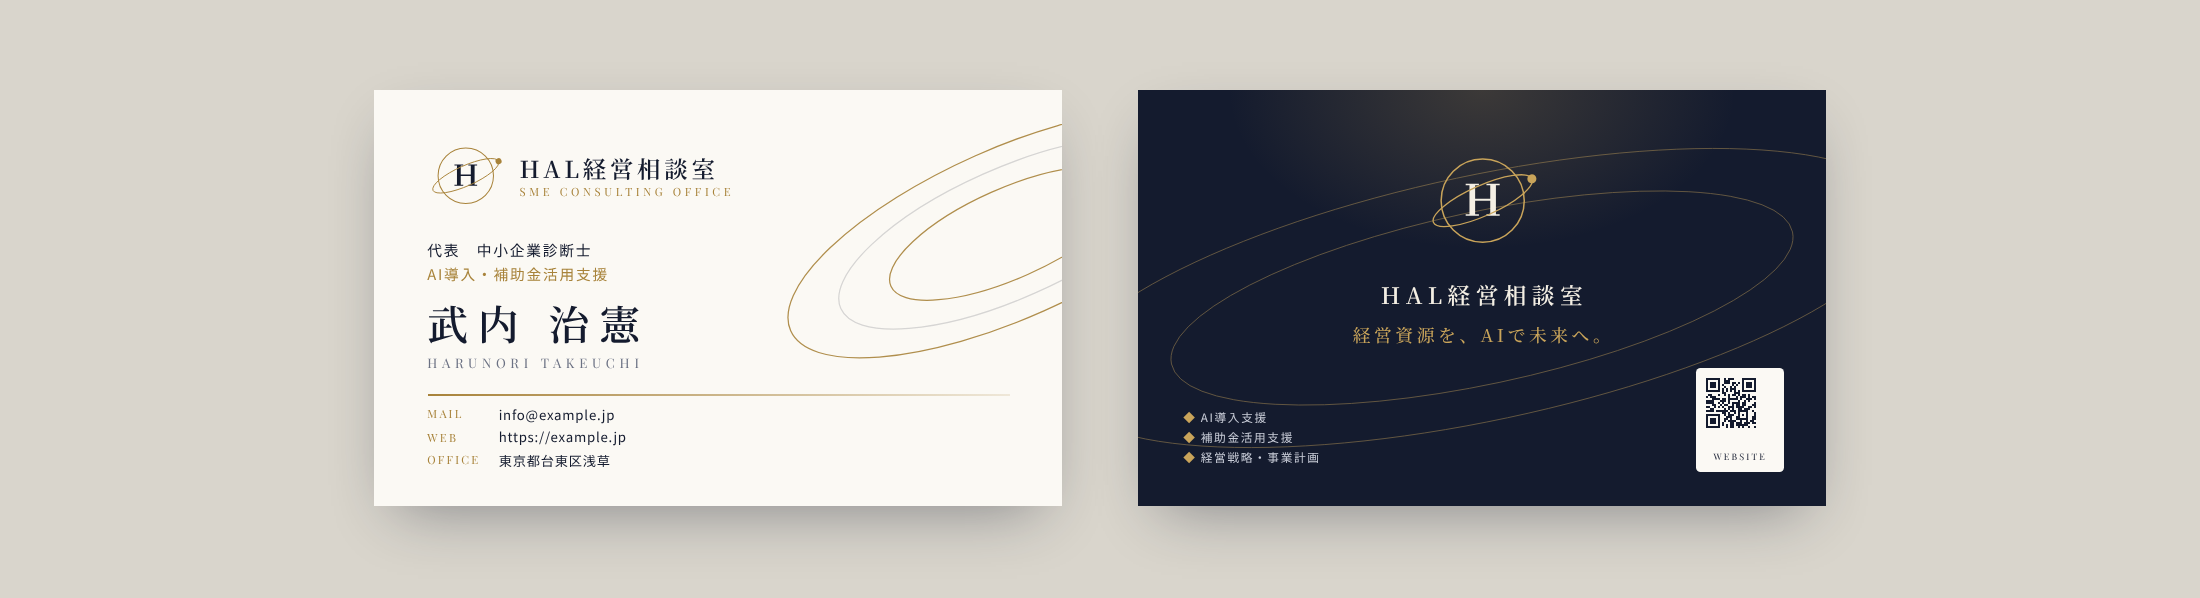 H
HAL経営相談室
SME CONSULTING OFFICE
代表　中小企業診断士
AI導入・補助金活用支援
武内 治憲
HARUNORI TAKEUCHI
MAIL info@example.jp
WEB https://example.jp
OFFICE 東京都台東区浅草
H
HAL経営相談室
経営資源を、AIで未来へ。
AI導入支援
補助金活用支援
経営戦略・事業計画
WEBSITE